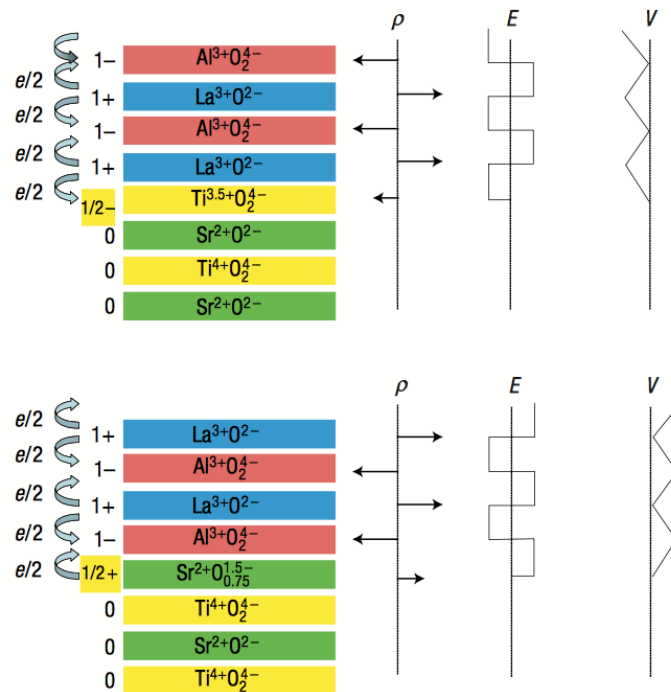 ρ E V
1– Al³⁺O₂⁴⁻
e/2
1+ La³⁺O²⁻
e/2
1– Al³⁺O₂⁴⁻
e/2
1+ La³⁺O²⁻
e/2
1/2– Ti³·⁵⁺O₂⁴⁻
0 Sr²⁺O²⁻
0 Ti⁴⁺O₂⁴⁻
0 Sr²⁺O²⁻
ρ E V
e/2
1+ La³⁺O²⁻
e/2
1– Al³⁺O₂⁴⁻
e/2
1+ La³⁺O²⁻
e/2
1– Al³⁺O₂⁴⁻
e/2
1/2+ Sr²⁺O₀.₇₅¹·⁵⁻
0 Ti⁴⁺O₂⁴⁻
0 Sr²⁺O²⁻
0 Ti⁴⁺O₂⁴⁻